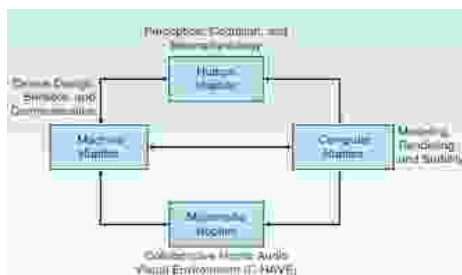 Perception, Cognition, and
Neurophysiology
Human
Haptics
Device Design,
Sensors, and
Communication
Machine
Haptics
Computer
Haptics
Modeling,
Rendering,
and Stability
Multimedia
Haptics
Collaborative Haptic Audio
Visual Environment (C-HAVE)